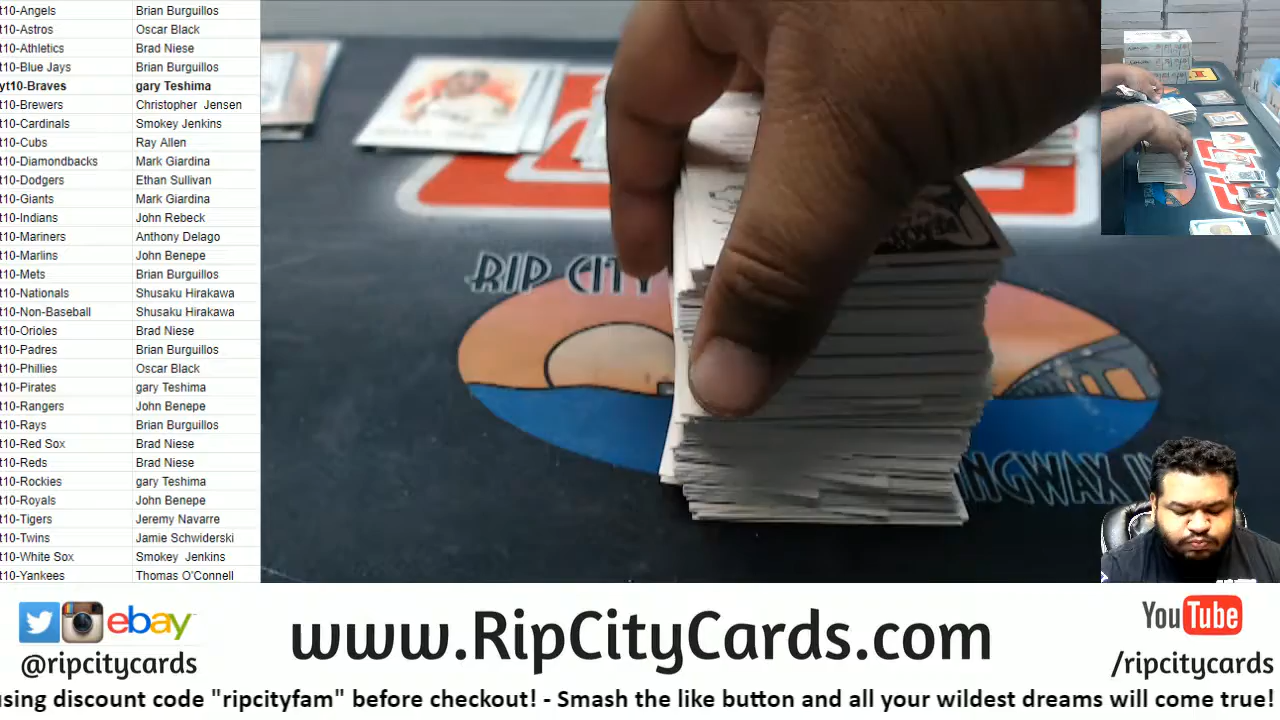 t10-Angels Brian Burguillos
t10-Astros Oscar Black
t10-Athletics Brad Niese
t10-Blue Jays Brian Burguillos
yt10-Braves gary Teshima
t10-Brewers Christopher Jensen
t10-Cardinals Smokey Jenkins
t10-Cubs Ray Allen
t10-Diamondbacks Mark Giardina
t10-Dodgers Ethan Sullivan
t10-Giants Mark Giardina
t10-Indians John Rebeck
t10-Mariners Anthony Delago
t10-Marlins John Benepe
t10-Mets Brian Burguillos
t10-Nationals Shusaku Hirakawa
t10-Non-Baseball Shusaku Hirakawa
t10-Orioles Brad Niese
t10-Padres Brian Burguillos
t10-Phillies Oscar Black
t10-Pirates gary Teshima
t10-Rangers John Benepe
t10-Rays Brian Burguillos
t10-Red Sox Brad Niese
t10-Reds Brad Niese
t10-Rockies gary Teshima
t10-Royals John Benepe
t10-Tigers Jeremy Navarre
t10-Twins Jamie Schwiderski
t10-White Sox Smokey Jenkins
t10-Yankees Thomas O'Connell
RIP CITY
INGWAX
ebay
@ripcitycards
www.RipCityCards.com
YouTube
/ripcitycards
using discount code "ripcityfam" before checkout! - Smash the like button and all your wildest dreams will come true!